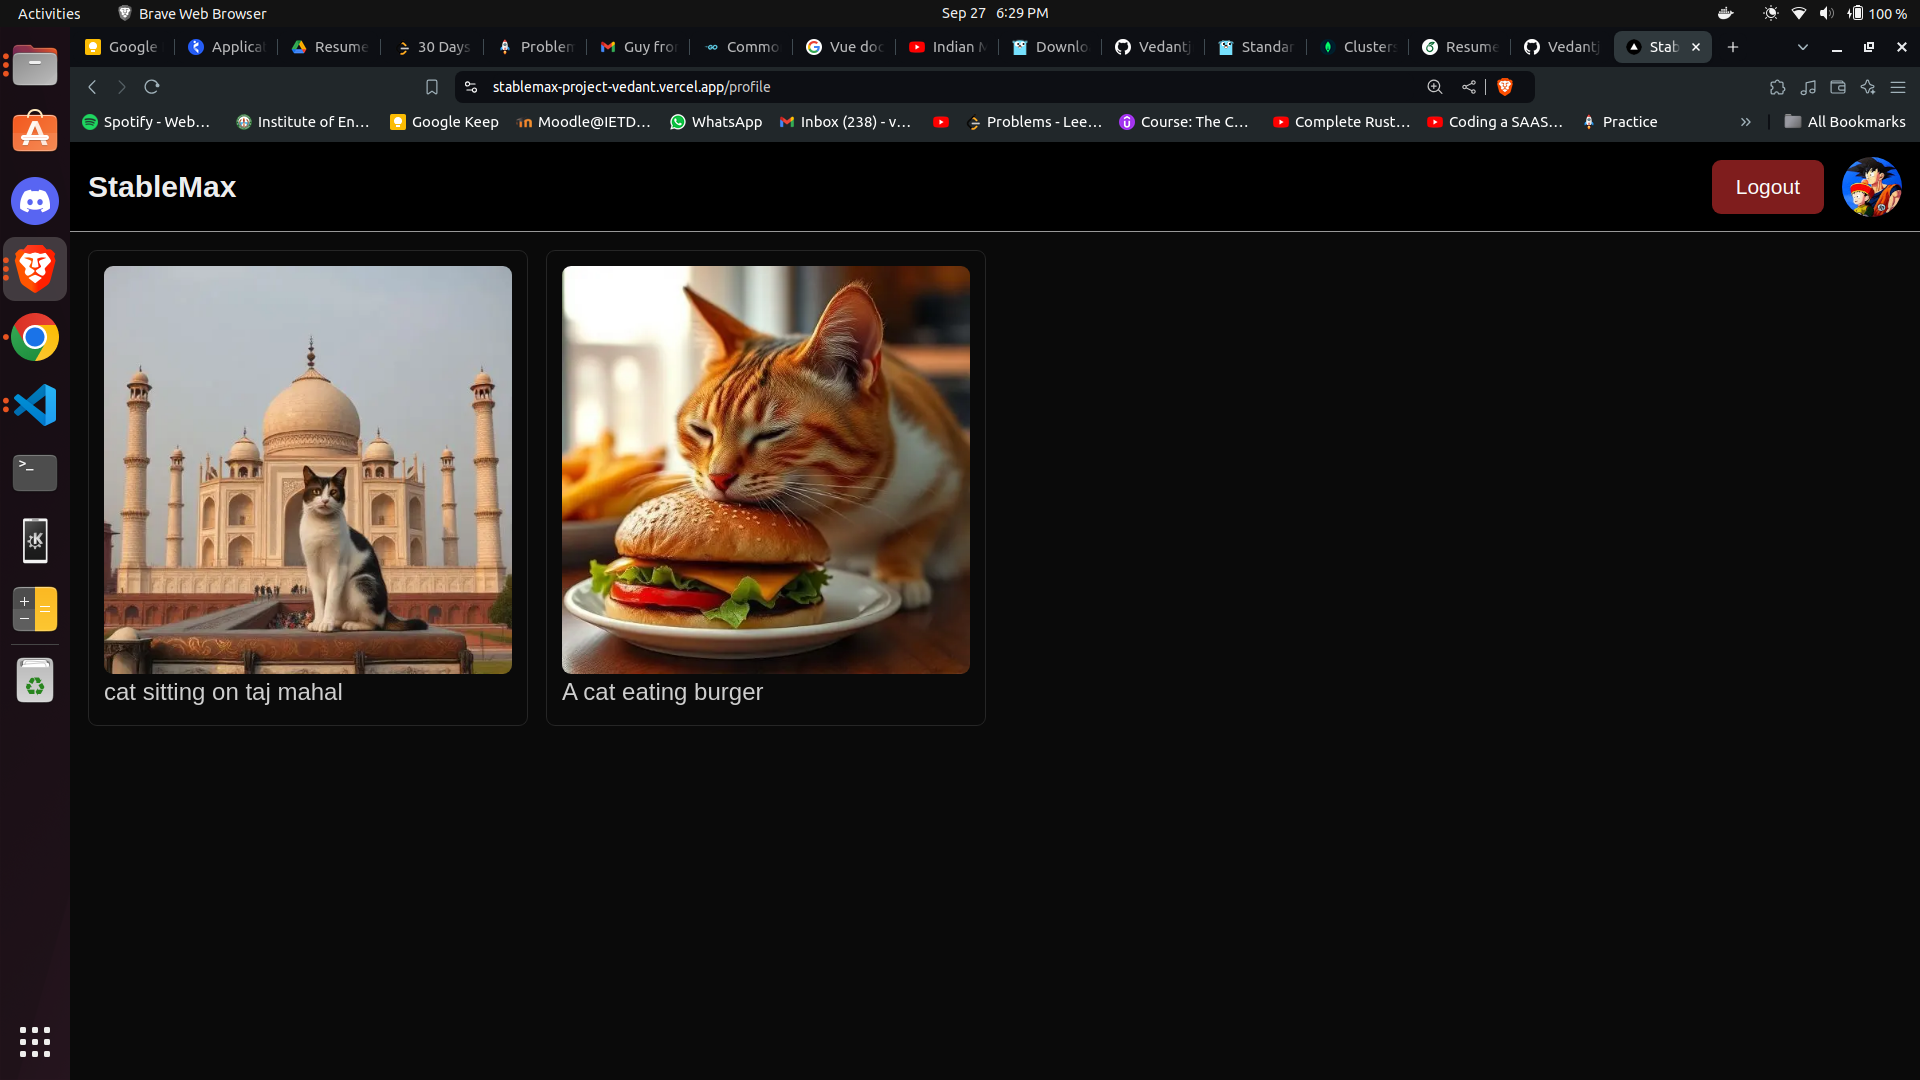 Activities
Brave Web Browser
Sep 27 6:29 PM
100 %
Google
Applica
Resume
30 Days
Problem
Guy fro
Commo
Vue doc
Indian M
Downlo
Vedantj
Standar
Clusters
Resume
Vedantj
Stab
stablemax-project-vedant.vercel.app/profile
Spotify - Web…
Institute of En…
Google Keep
Moodle@IETD…
WhatsApp
Inbox (238) - v…
Problems - Lee…
Course: The C…
Complete Rust…
Coding a SAAS…
Practice
All Bookmarks
StableMax
Logout
cat sitting on taj mahal
A cat eating burger